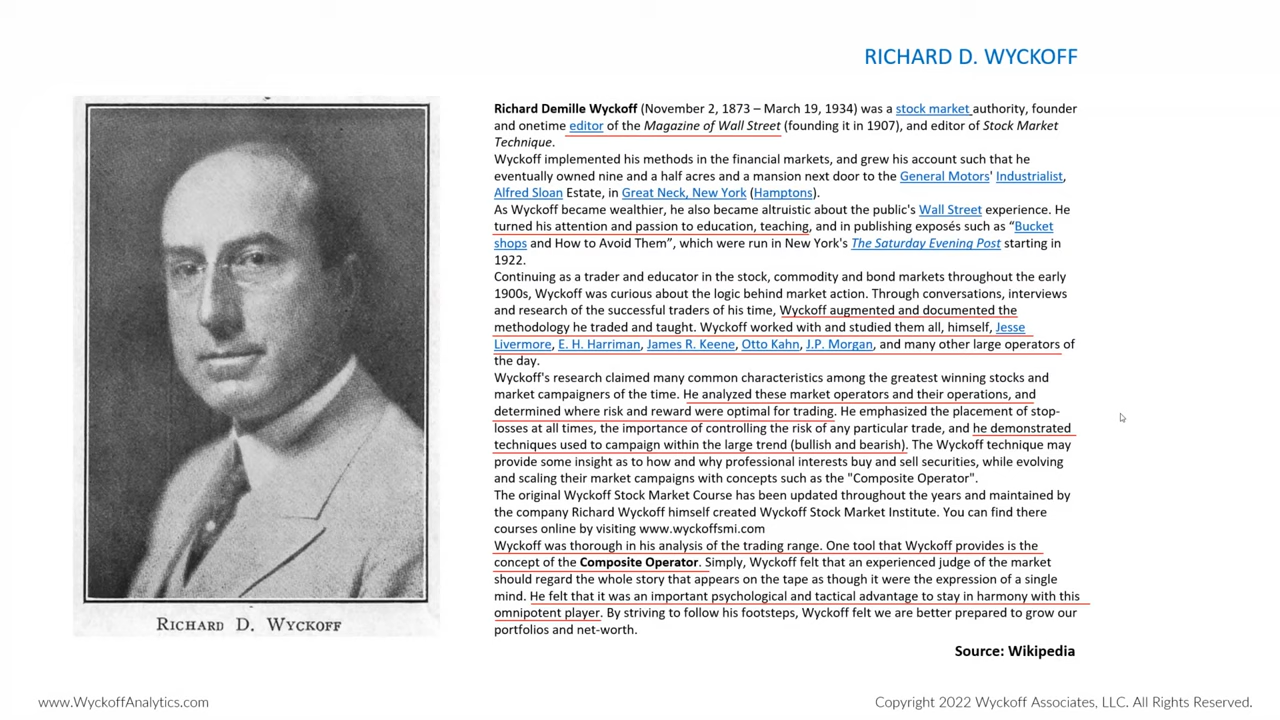 RICHARD D. WYCKOFF
Richard Demille Wyckoff (November 2, 1873 – March 19, 1934) was a stock market authority, founder
and onetime editor of the Magazine of Wall Street (founding it in 1907), and editor of Stock Market
Technique.
Wyckoff implemented his methods in the financial markets, and grew his account such that he
eventually owned nine and a half acres and a mansion next door to the General Motors' Industrialist,
Alfred Sloan Estate, in Great Neck, New York (Hamptons).
As Wyckoff became wealthier, he also became altruistic about the public's Wall Street experience. He
turned his attention and passion to education, teaching, and in publishing exposés such as “Bucket
shops and How to Avoid Them”, which were run in New York's The Saturday Evening Post starting in
1922.
Continuing as a trader and educator in the stock, commodity and bond markets throughout the early
1900s, Wyckoff was curious about the logic behind market action. Through conversations, interviews
and research of the successful traders of his time, Wyckoff augmented and documented the
methodology he traded and taught. Wyckoff worked with and studied them all, himself, Jesse
Livermore, E. H. Harriman, James R. Keene, Otto Kahn, J.P. Morgan, and many other large operators of
the day.
Wyckoff's research claimed many common characteristics among the greatest winning stocks and
market campaigners of the time. He analyzed these market operators and their operations, and
determined where risk and reward were optimal for trading. He emphasized the placement of stop-
losses at all times, the importance of controlling the risk of any particular trade, and he demonstrated
techniques used to campaign within the large trend (bullish and bearish). The Wyckoff technique may
provide some insight as to how and why professional interests buy and sell securities, while evolving
and scaling their market campaigns with concepts such as the "Composite Operator".
The original Wyckoff Stock Market Course has been updated throughout the years and maintained by
the company Richard Wyckoff himself created Wyckoff Stock Market Institute. You can find there
courses online by visiting www.wyckoffsmi.com
Wyckoff was thorough in his analysis of the trading range. One tool that Wyckoff provides is the
concept of the Composite Operator. Simply, Wyckoff felt that an experienced judge of the market
should regard the whole story that appears on the tape as though it were the expression of a single
mind. He felt that it was an important psychological and tactical advantage to stay in harmony with this
omnipotent player. By striving to follow his footsteps, Wyckoff felt we are better prepared to grow our
portfolios and net-worth.
RICHARD D. WYCKOFF
Source: Wikipedia
www.WyckoffAnalytics.com
Copyright 2022 Wyckoff Associates, LLC. All Rights Reserved.